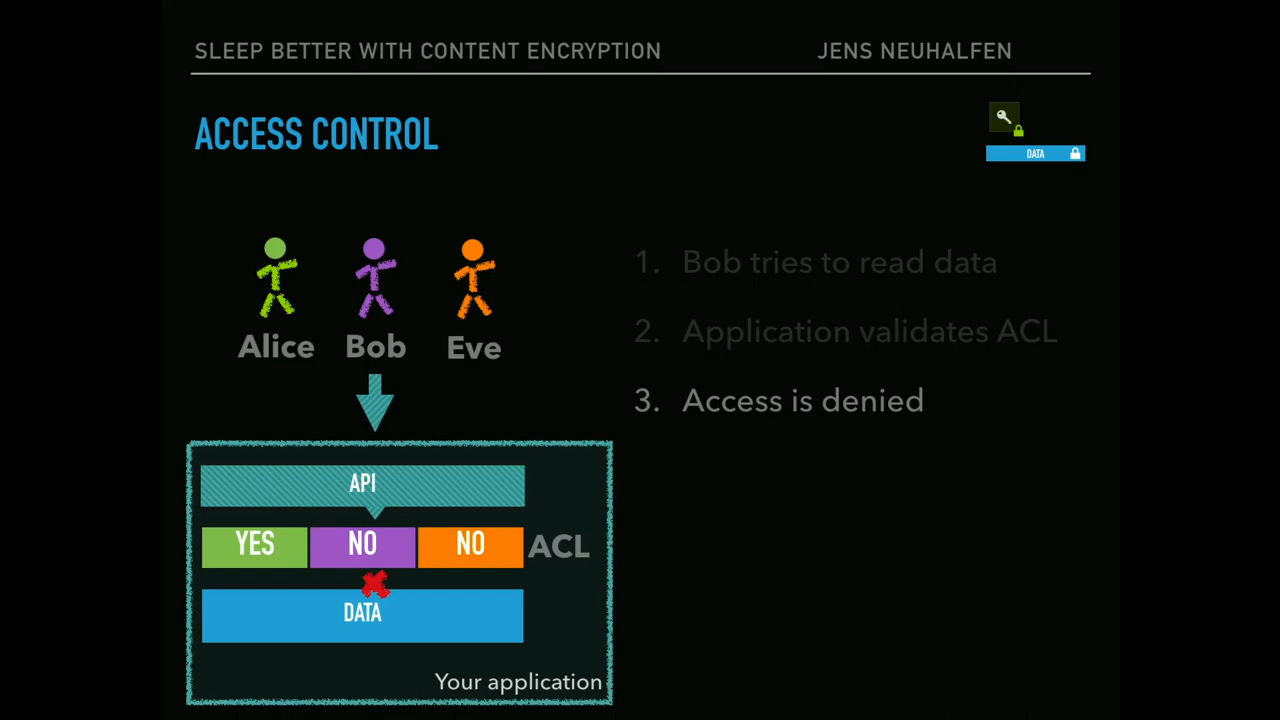 SLEEP BETTER WITH CONTENT ENCRYPTION JENS NEUHALFEN
ACCESS CONTROL
DATA
1. Bob tries to read data
2. Application validates ACL
3. Access is denied
Alice Bob Eve
API
YES NO NO ACL
DATA
Your application